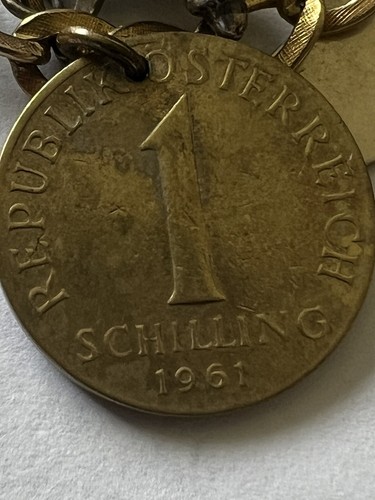 REPUBLIK ÖSTERREICH
1
SCHILLING
1961